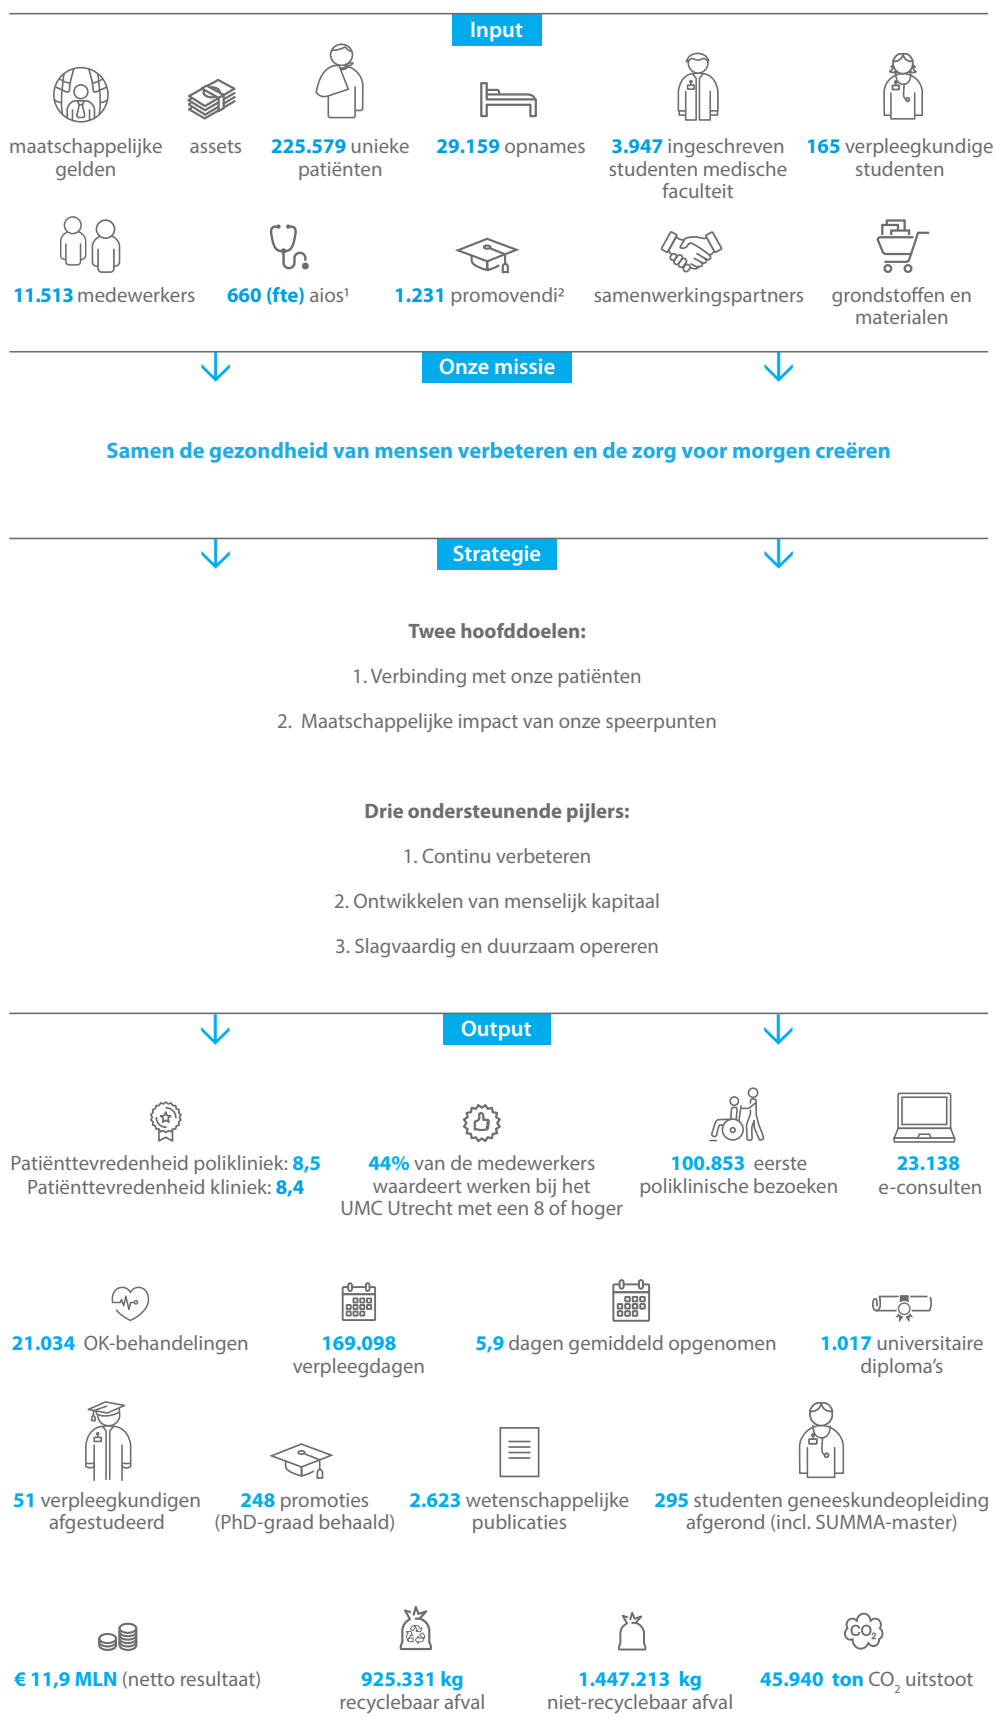 Input
maatschappelijke
gelden
assets
225.579 unieke
patiënten
29.159 opnames
3.947 ingeschreven
studenten medische
faculteit
165 verpleegkundige
studenten
11.513 medewerkers
660 (fte) aios¹
1.231 promovendi²
samenwerkingspartners
grondstoffen en
materialen
Onze missie
Samen de gezondheid van mensen verbeteren en de zorg voor morgen creëren
Strategie
Twee hoofddoelen:
1. Verbinding met onze patiënten
2. Maatschappelijke impact van onze speerpunten
Drie ondersteunende pijlers:
1. Continu verbeteren
2. Ontwikkelen van menselijk kapitaal
3. Slagvaardig en duurzaam opereren
Output
Patiënttevredenheid polikliniek: 8,5
Patiënttevredenheid kliniek: 8,4
44% van de medewerkers
waardeert werken bij het
UMC Utrecht met een 8 of hoger
100.853 eerste
poliklinische bezoeken
23.138
e-consulten
21.034 OK-behandelingen
169.098
verpleegdagen
5,9 dagen gemiddeld opgenomen
1.017 universitaire
diploma's
51 verpleegkundigen
afgestudeerd
248 promoties
(PhD-graad behaald)
2.623 wetenschappelijke
publicaties
295 studenten geneeskundeopleiding
afgerond (incl. SUMMA-master)
CO₂
€ 11,9 MLN (netto resultaat)
925.331 kg
recyclebaar afval
1.447.213 kg
niet-recyclebaar afval
45.940 ton CO₂ uitstoot